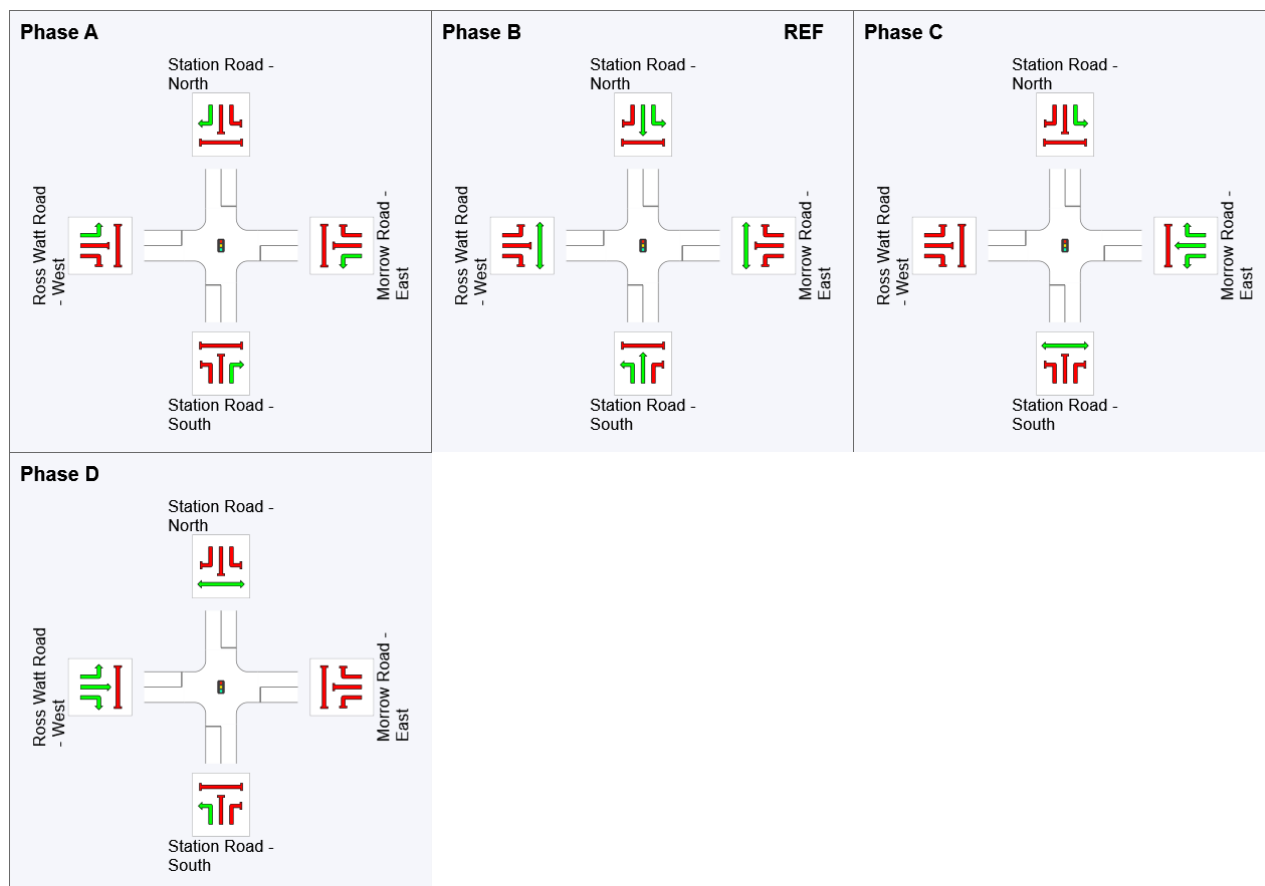 Phase A
Station Road -
North
Ross Watt Road
- West
Morrow Road -
East
Station Road -
South
Phase B
REF
Station Road -
North
Ross Watt Road
- West
Morrow Road -
East
Station Road -
South
Phase C
Station Road -
North
Ross Watt Road
- West
Morrow Road -
East
Station Road -
South
Phase D
Station Road -
North
Ross Watt Road
- West
Morrow Road -
East
Station Road -
South